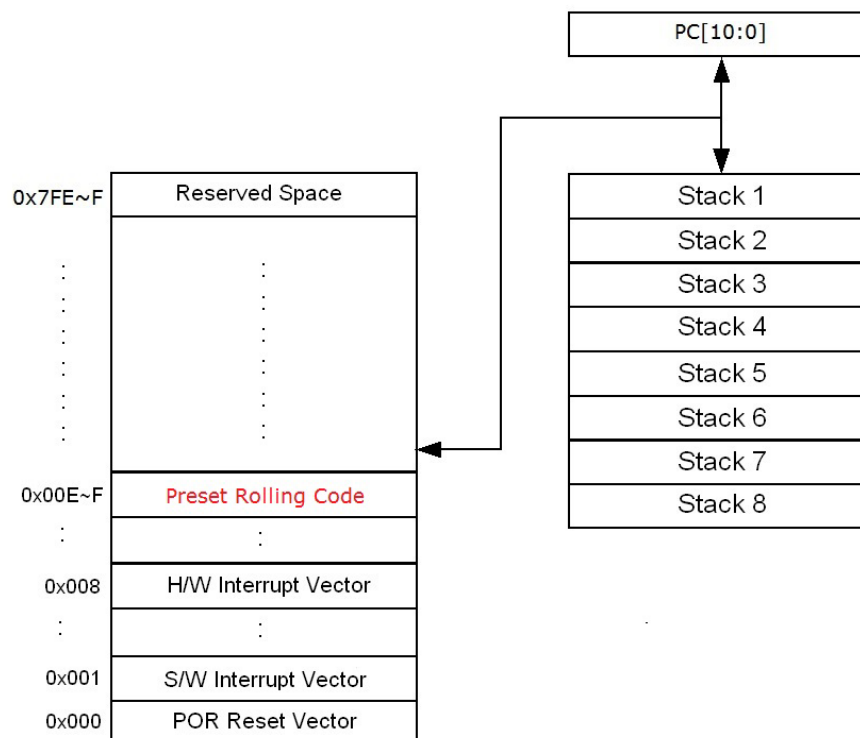 PC[10:0]
0x7FE~F
Reserved Space
0x00E~F
Preset Rolling Code
0x008
H/W Interrupt Vector
0x001
S/W Interrupt Vector
0x000
POR Reset Vector
Stack 1
Stack 2
Stack 3
Stack 4
Stack 5
Stack 6
Stack 7
Stack 8